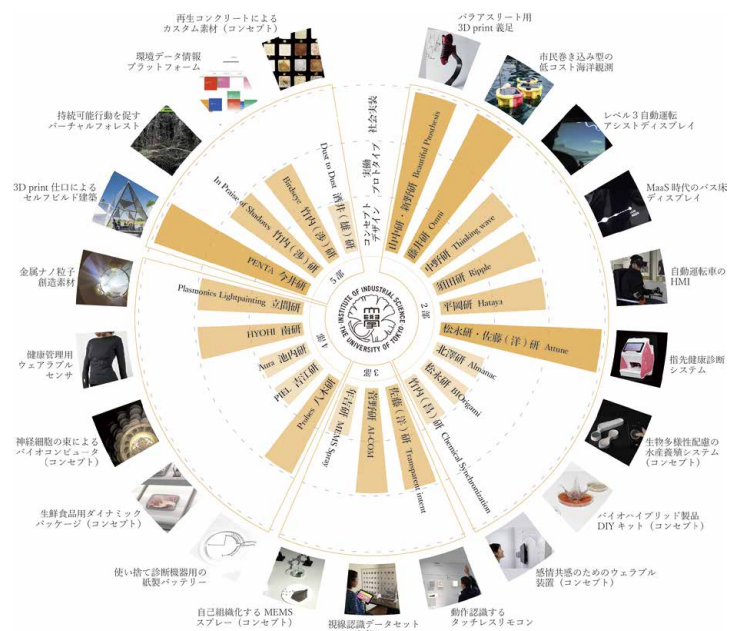 再生コンクリートによる
カスタム素材（コンセプト）
パラアスリート用
3D print 義足
環境データ情報
プラットフォーム
市民巻き込み型の
低コスト海洋観測
持続可能行動を促す
バーチャルフォレスト
レベル3自動運転
アシストディスプレイ
3D print 仕口による
セルフビルド建築
MaaS時代のバス床
ディスプレイ
金属ナノ粒子
創造素材
自動運転車の
HMI
健康管理用
ウェアラブル
センサ
指先健康診断
システム
神経細胞の束による
バイオコンピュータ
（コンセプト）
生物多様性配慮の
水産養殖システム
（コンセプト）
生鮮食品用ダイナミック
パッケージ（コンセプト）
バイオハイブリッド製品
DIYキット（コンセプト）
使い捨て診断機器用の
紙製バッテリー
感情共感のためのウェラブル
装置（コンセプト）
自己組織化する MEMS
スプレー（コンセプト）
視線認識データセット
動作認識する
タッチレスリモコン
社会実装
実働
プロトタイプ
コンセプト
デザイン
山中研・新野研 Beautiful Prosthesis
藤井研 Omni
中野研 Thinking wave
須田研 Ripple
平岡研 Hataya
松永研・佐藤（洋）研 Attune
北澤研 Almanac
松永研 BIOrigami
竹内（昌）研 Chemical Synchronization
佐藤（洋）研 Transparent intent
菅野研 AI-COM
年吉研 MEMS Spray
八木研 Probes
吉江研 PIEL
池内研 Aura
南研 HYOHI
立間研 Plasmonics Lightpainting
今井研 PENTA
竹内（渉）研 In Praise of Shadows
竹内（渉）研 Birdseye
酒井（雄）研 Dust to Dust
2部
3部
4部
5部
INSTITUTE OF INDUSTRIAL SCIENCE
THE UNIVERSITY OF TOKYO